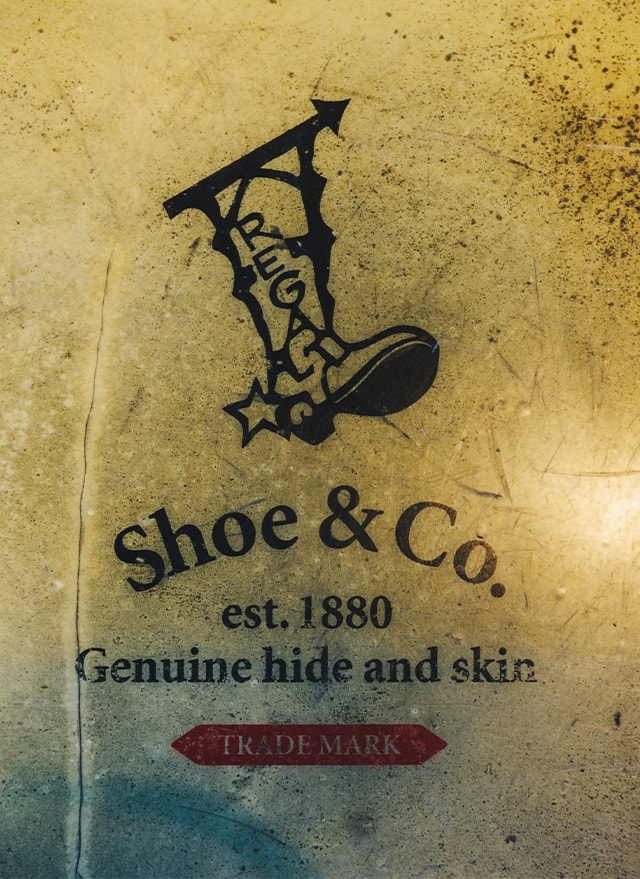 REGAL
Shoe & Co.
est. 1880
Genuine hide and skin
TRADE MARK